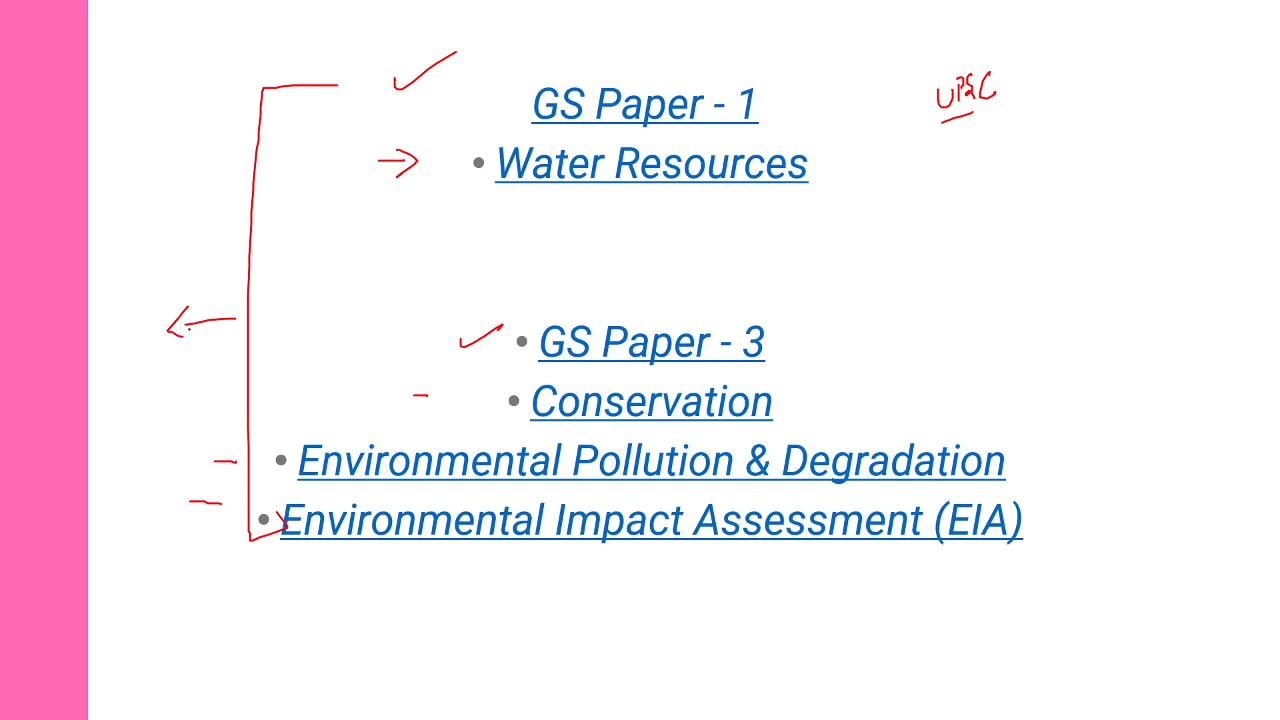 GS Paper - 1
UPSC
• Water Resources
• GS Paper - 3
• Conservation
• Environmental Pollution & Degradation
• Environmental Impact Assessment (EIA)